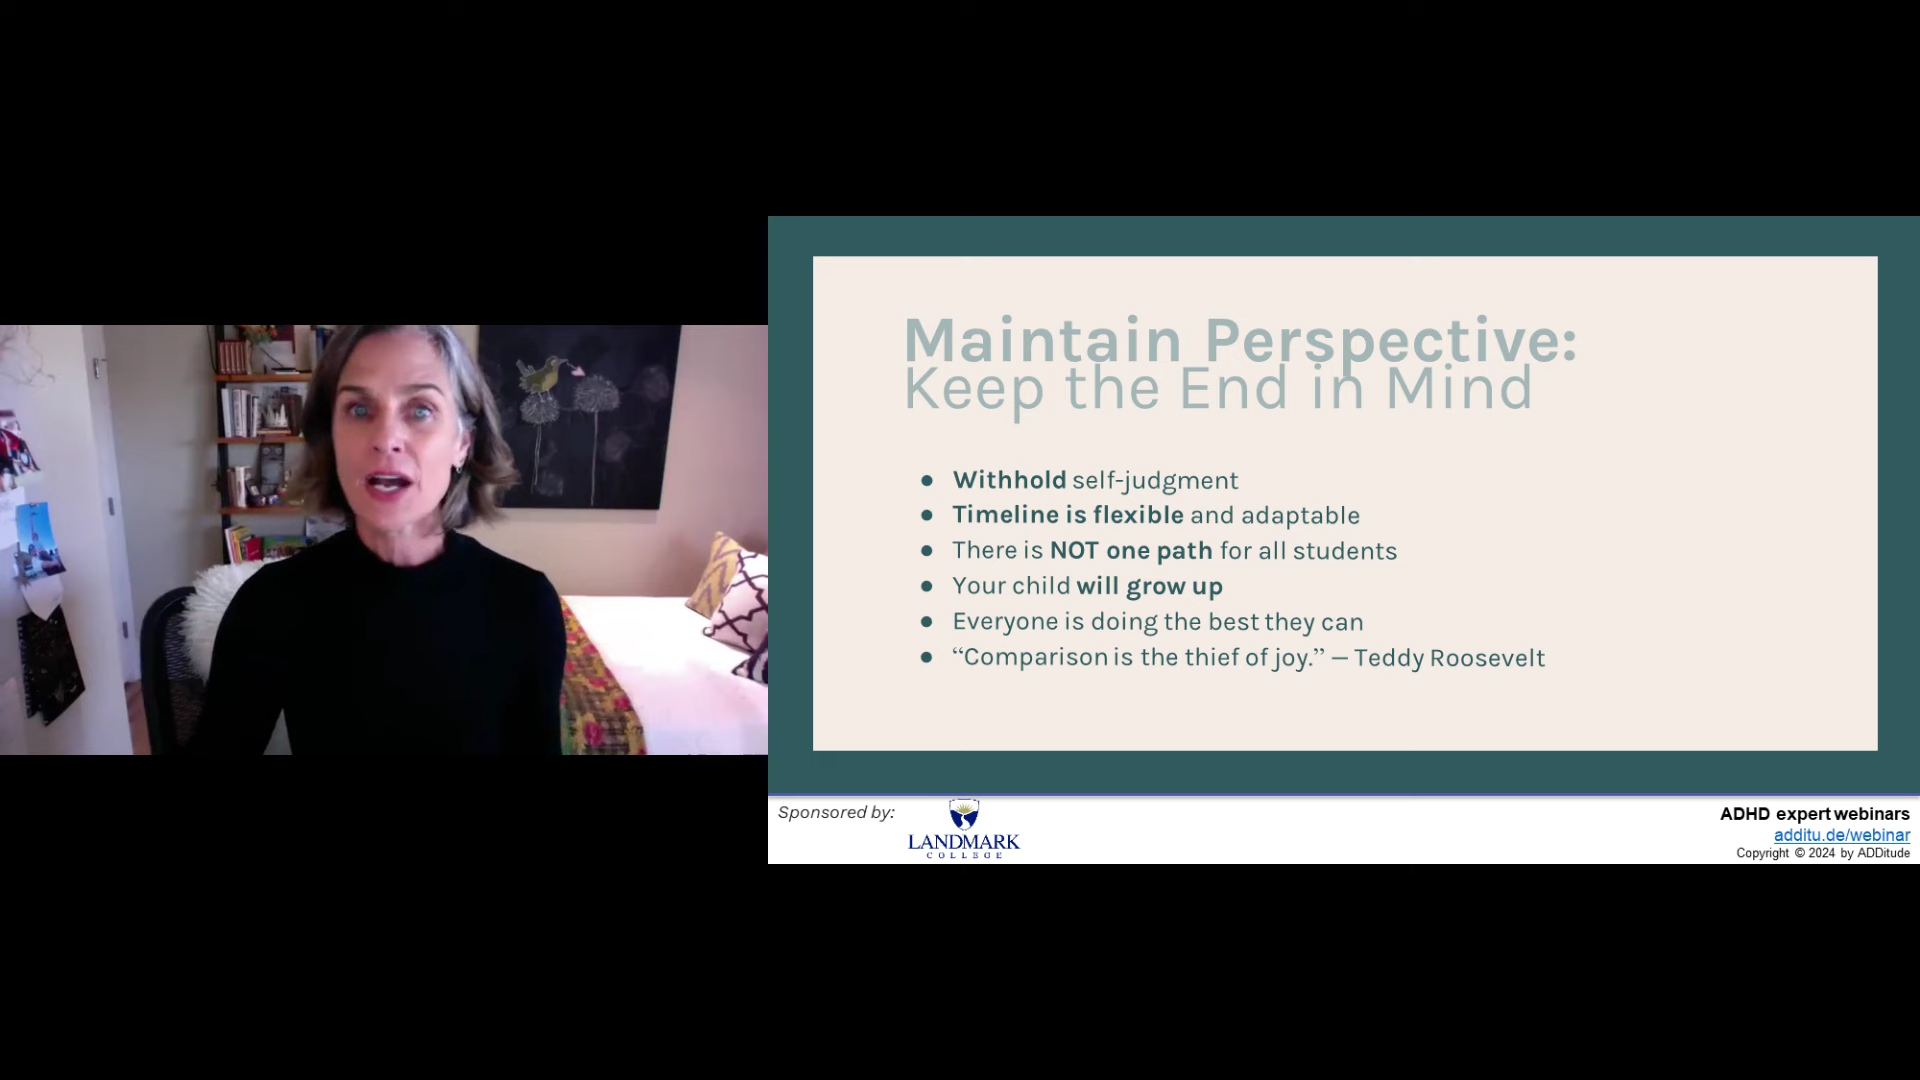 Maintain Perspective:
Keep the End in Mind
● Withhold self-judgment
● Timeline is flexible and adaptable
● There is NOT one path for all students
● Your child will grow up
● Everyone is doing the best they can
● “Comparison is the thief of joy.” — Teddy Roosevelt
Sponsored by:
LANDMARK
COLLEGE
ADHD expert webinars
additu.de/webinar
Copyright © 2024 by ADDitude